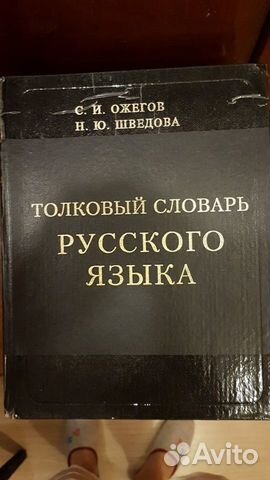 С. И. ОЖЕГОВ
Н. Ю. ШВЕДОВА
ТОЛКОВЫЙ СЛОВАРЬ
РУССКОГО
ЯЗЫКА
Avito